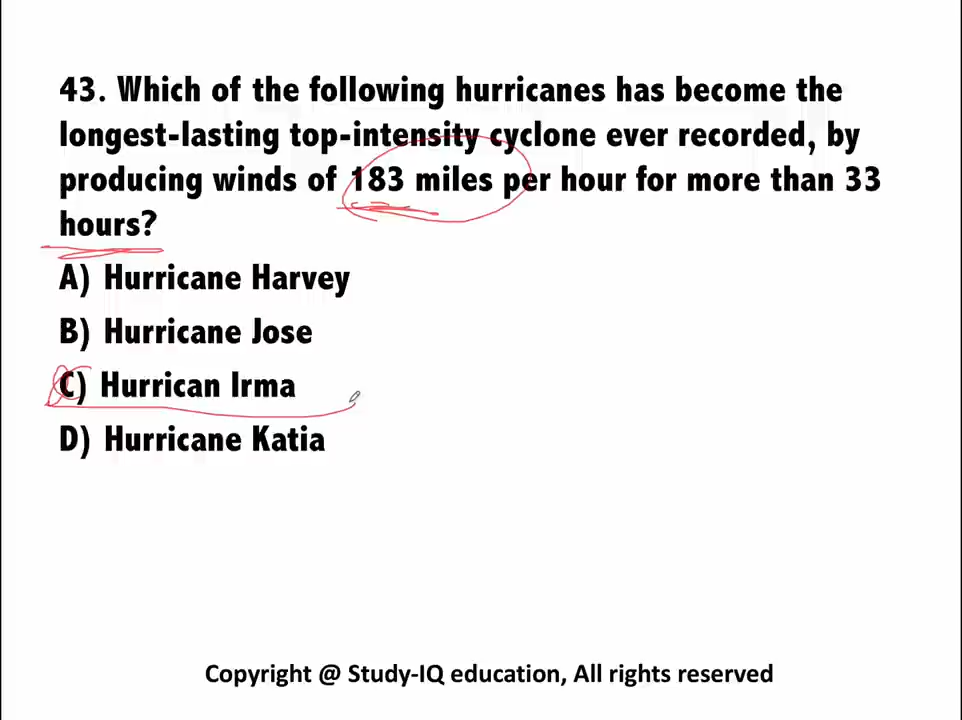 43. Which of the following hurricanes has become the
longest-lasting top-intensity cyclone ever recorded, by
producing winds of 183 miles per hour for more than 33
hours?
A) Hurricane Harvey
B) Hurricane Jose
C) Hurrican Irma
D) Hurricane Katia
Copyright @ Study-IQ education, All rights reserved